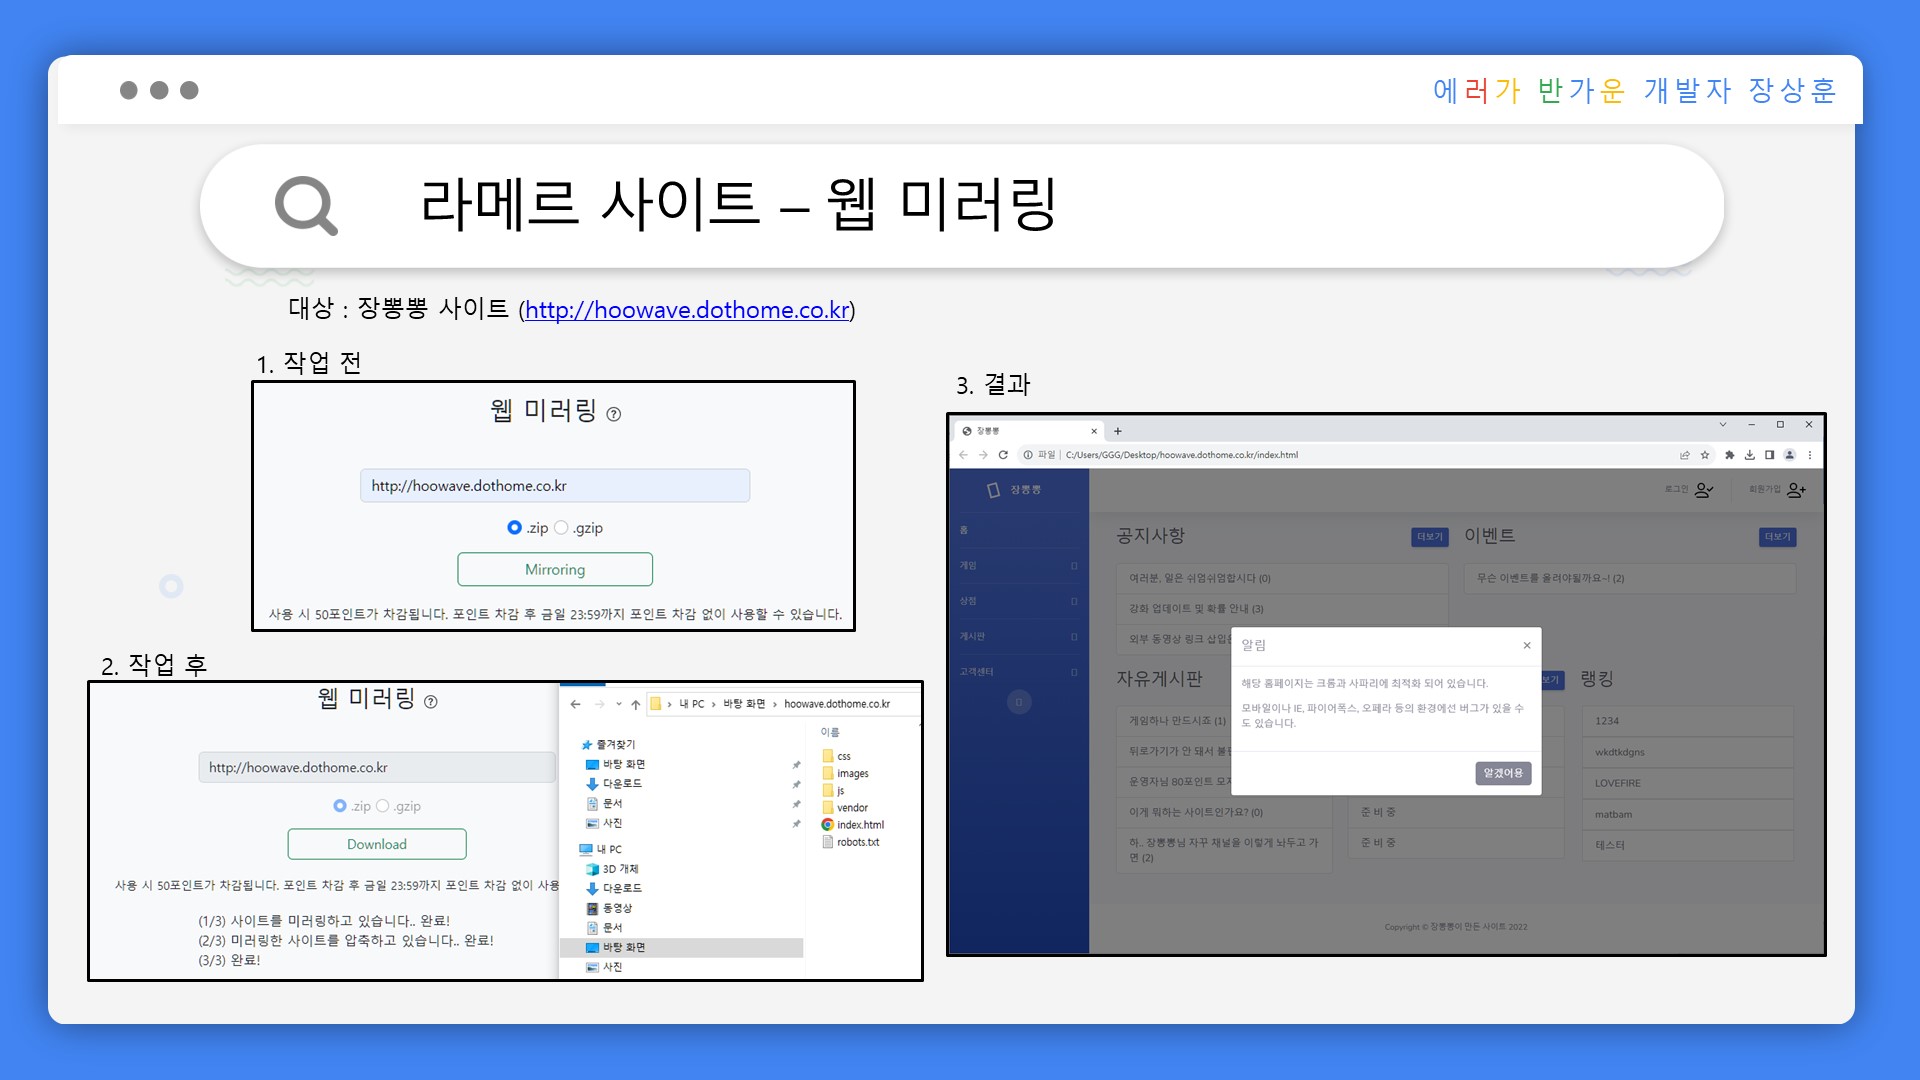 에러가 반가운 개발자 장상훈
라메르 사이트 – 웹 미러링
대상 : 장뽕뽕 사이트 (http://hoowave.dothome.co.kr)
1. 작업 전
웹 미러링 ?
http://hoowave.dothome.co.kr
.zip .gzip
Mirroring
사용 시 50포인트가 차감됩니다. 포인트 차감 후 금일 23:59까지 포인트 차감 없이 사용할 수 있습니다.
2. 작업 후
웹 미러링 ?
http://hoowave.dothome.co.kr
.zip .gzip
Download
사용 시 50포인트가 차감됩니다. 포인트 차감 후 금일 23:59까지 포인트 차감 없이 사용
(1/3) 사이트를 미러링하고 있습니다.. 완료!
(2/3) 미러링한 사이트를 압축하고 있습니다.. 완료!
(3/3) 완료!
내 PC > 바탕 화면 > hoowave.dothome.co.kr
즐겨찾기
바탕 화면
다운로드
문서
사진
내 PC
3D 개체
다운로드
동영상
문서
바탕 화면
사진
이름
css
images
js
vendor
index.html
robots.txt
3. 결과
장뽕뽕
파일 | C:/Users/GGG/Desktop/hoowave.dothome.co.kr/index.html
장뽕뽕
로그인 회원가입
홈
게임
상점
게시판
고객센터
공지사항 더보기
여러분, 일은 쉬엄쉬엄합시다 (0)
강화 업데이트 및 확률 안내 (3)
외부 동영상 링크 삽입
이벤트 더보기
무슨 이벤트를 올려야될까요~! (2)
알림
해당 홈페이지는 크롬과 사파리에 최적화 되어 있습니다.
모바일이나 IE, 파이어폭스, 오페라 등의 환경에선 버그가 있을 수
도 있습니다.
알겠어용
자유게시판
게임하나 만드시죠 (1)
뒤로가기가 안 돼서
운영자님 80포인트
이게 뭐하는 사이트인가요? (0)
하.. 장뽕뽕님 자꾸 채널을 이렇게 놔두고 가
면 (2)
보기
준 비 중
준 비 중
랭킹
1234
wkdtkdgns
LOVEFIRE
matbam
테스터
Copyright © 장뽕뽕이 만든 사이트 2022